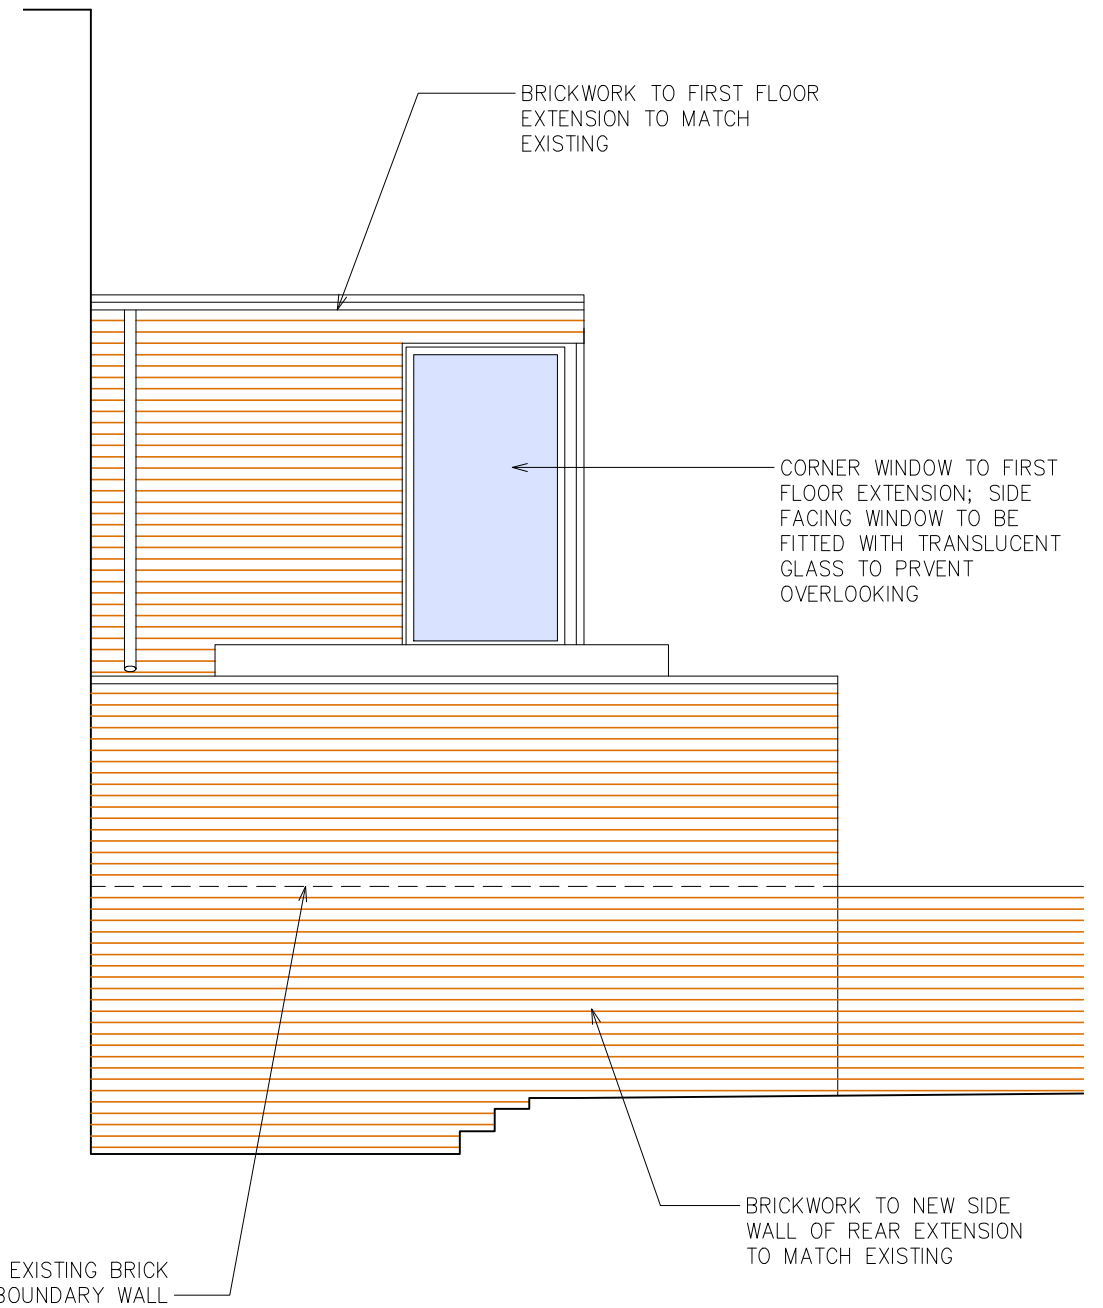 BRICKWORK TO FIRST FLOOR
EXTENSION TO MATCH
EXISTING
CORNER WINDOW TO FIRST
FLOOR EXTENSION; SIDE
FACING WINDOW TO BE
FITTED WITH TRANSLUCENT
GLASS TO PRVENT
OVERLOOKING
BRICKWORK TO NEW SIDE
WALL OF REAR EXTENSION
TO MATCH EXISTING
EXISTING BRICK
BOUNDARY WALL